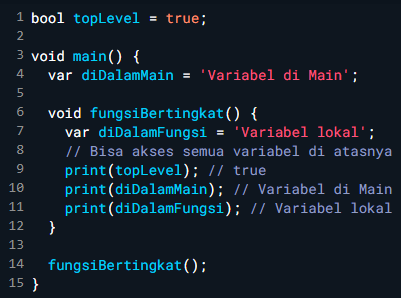 1 bool topLevel = true;
2
3 void main() {
4   var diDalamMain = 'Variabel di Main';
5
6   void fungsiBertingkat() {
7     var diDalamFungsi = 'Variabel lokal';
8     // Bisa akses semua variabel di atasnya
9     print(topLevel); // true
10     print(diDalamMain); // Variabel di Main
11     print(diDalamFungsi); // Variabel lokal
12   }
13
14   fungsiBertingkat();
15 }